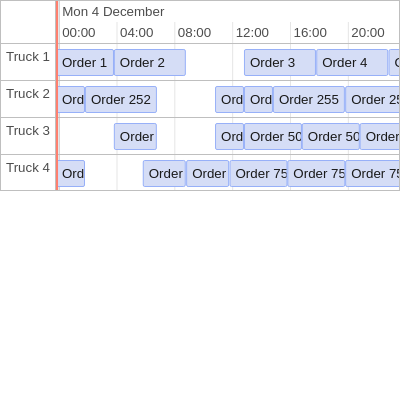 Mon 4 December
00:00 04:00 08:00 12:00 16:00 20:00
Truck 1 Order 1 Order 2 Order 3 Order 4
Truck 2 Ord Order 252 Ord Ord Order 255 Order 25
Truck 3 Order Ord Order 50 Order 50 Order
Truck 4 Ord Order Order Order 75 Order 75 Order 75